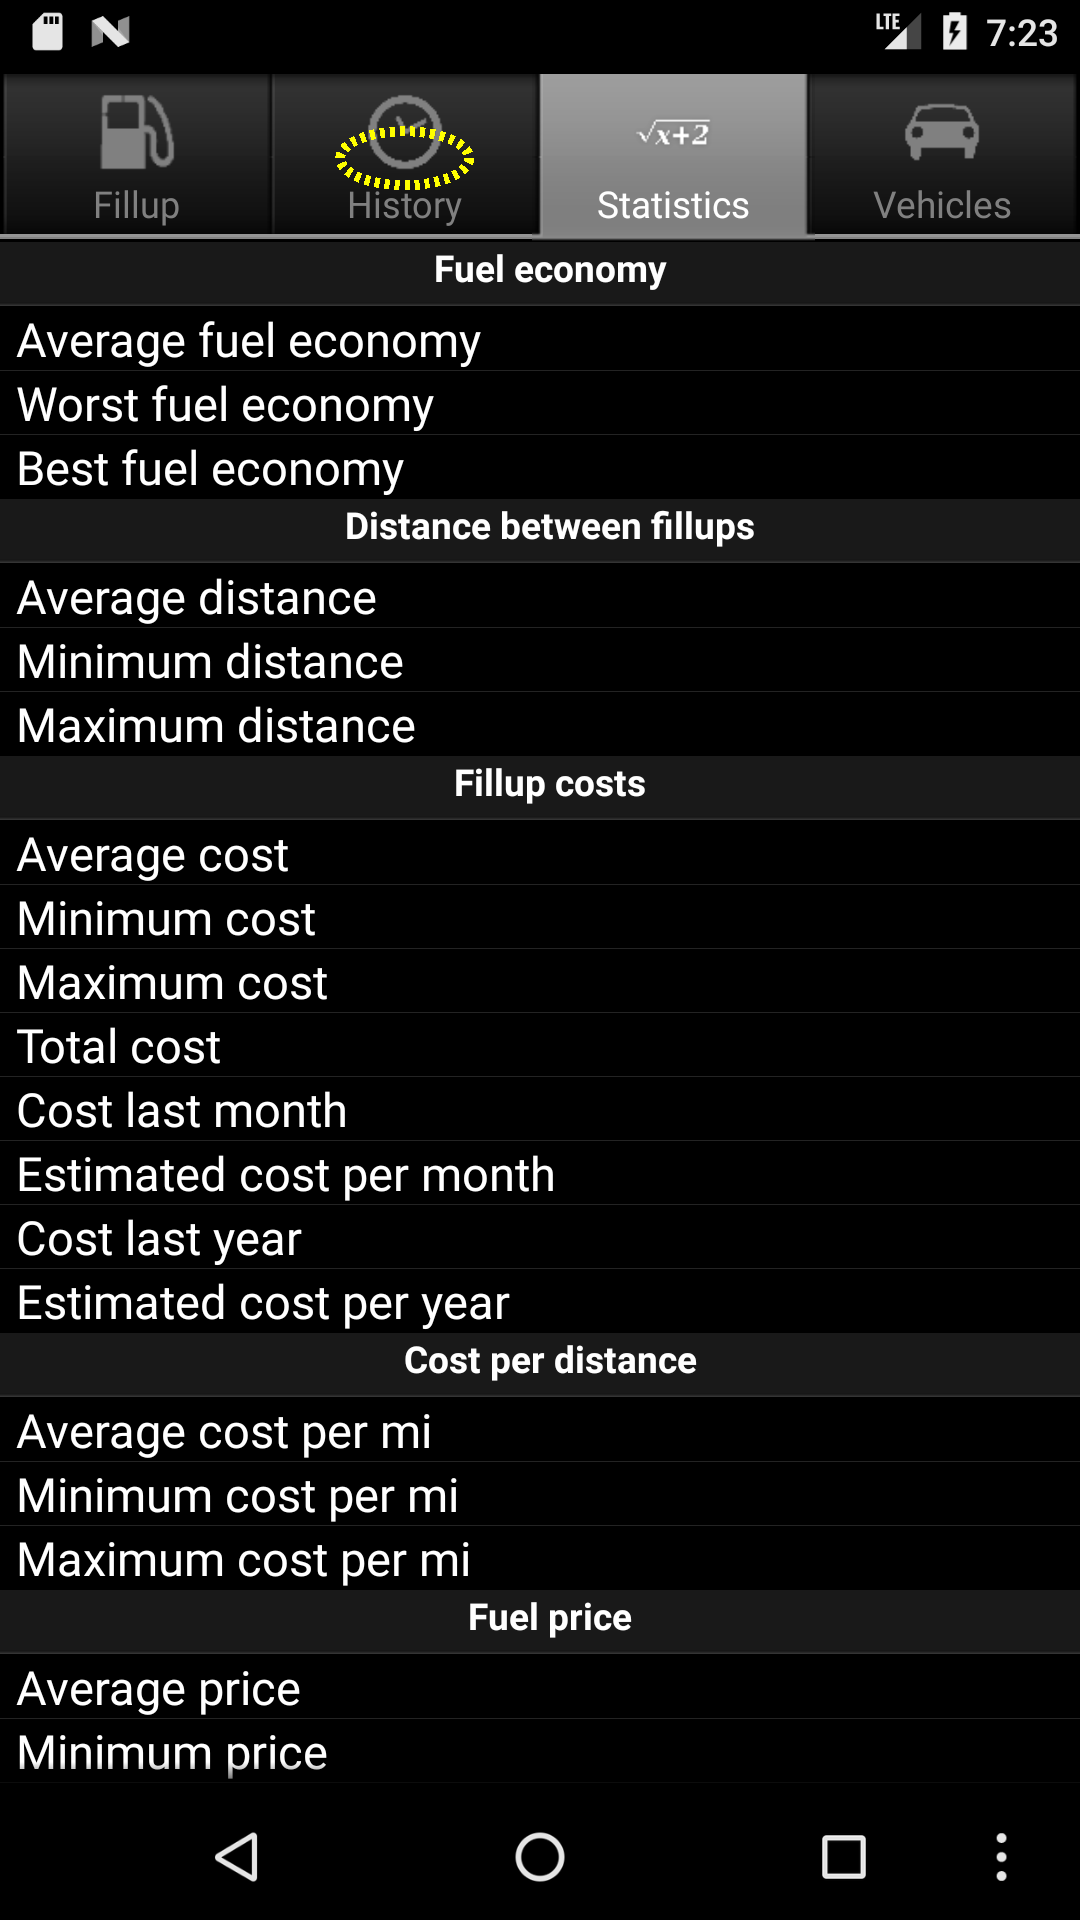 LTE 7:23
Fillup History √x+2 Statistics Vehicles
Fuel economy
Average fuel economy
Worst fuel economy
Best fuel economy
Distance between fillups
Average distance
Minimum distance
Maximum distance
Fillup costs
Average cost
Minimum cost
Maximum cost
Total cost
Cost last month
Estimated cost per month
Cost last year
Estimated cost per year
Cost per distance
Average cost per mi
Minimum cost per mi
Maximum cost per mi
Fuel price
Average price
Minimum price